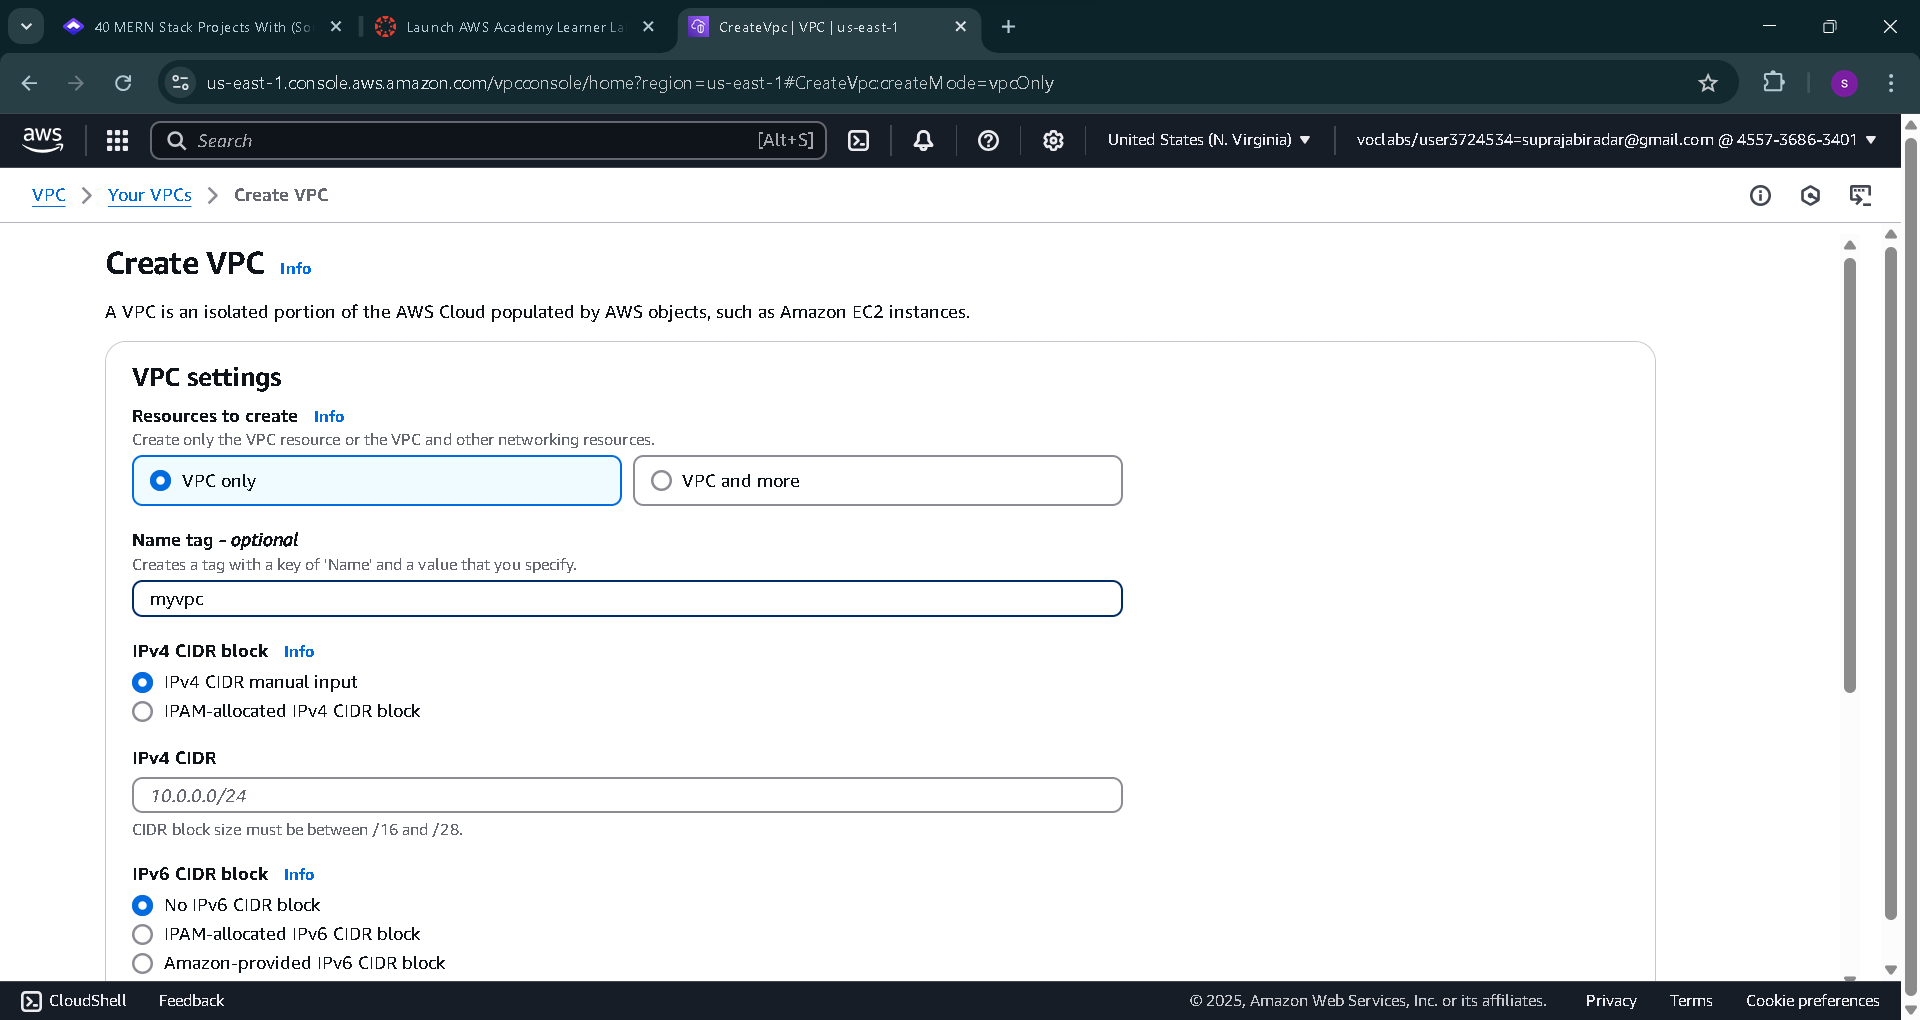 40 MERN Stack Projects With (So
Launch AWS Academy Learner La
CreateVpc | VPC | us-east-1
us-east-1.console.aws.amazon.com/vpcconsole/home?region=us-east-1#CreateVpc:createMode=vpcOnly
S
aws
Search
[Alt+S]
United States (N. Virginia)
voclabs/user3724534=suprajabiradar@gmail.com @ 4557-3686-3401
VPC
Your VPCs
Create VPC
Create VPC Info
A VPC is an isolated portion of the AWS Cloud populated by AWS objects, such as Amazon EC2 instances.
VPC settings
Resources to create Info
Create only the VPC resource or the VPC and other networking resources.
VPC only
VPC and more
Name tag - optional
Creates a tag with a key of 'Name' and a value that you specify.
myvpc
IPv4 CIDR block Info
IPv4 CIDR manual input
IPAM-allocated IPv4 CIDR block
IPv4 CIDR
10.0.0.0/24
CIDR block size must be between /16 and /28.
IPv6 CIDR block Info
No IPv6 CIDR block
IPAM-allocated IPv6 CIDR block
Amazon-provided IPv6 CIDR block
CloudShell
Feedback
© 2025, Amazon Web Services, Inc. or its affiliates.
Privacy
Terms
Cookie preferences